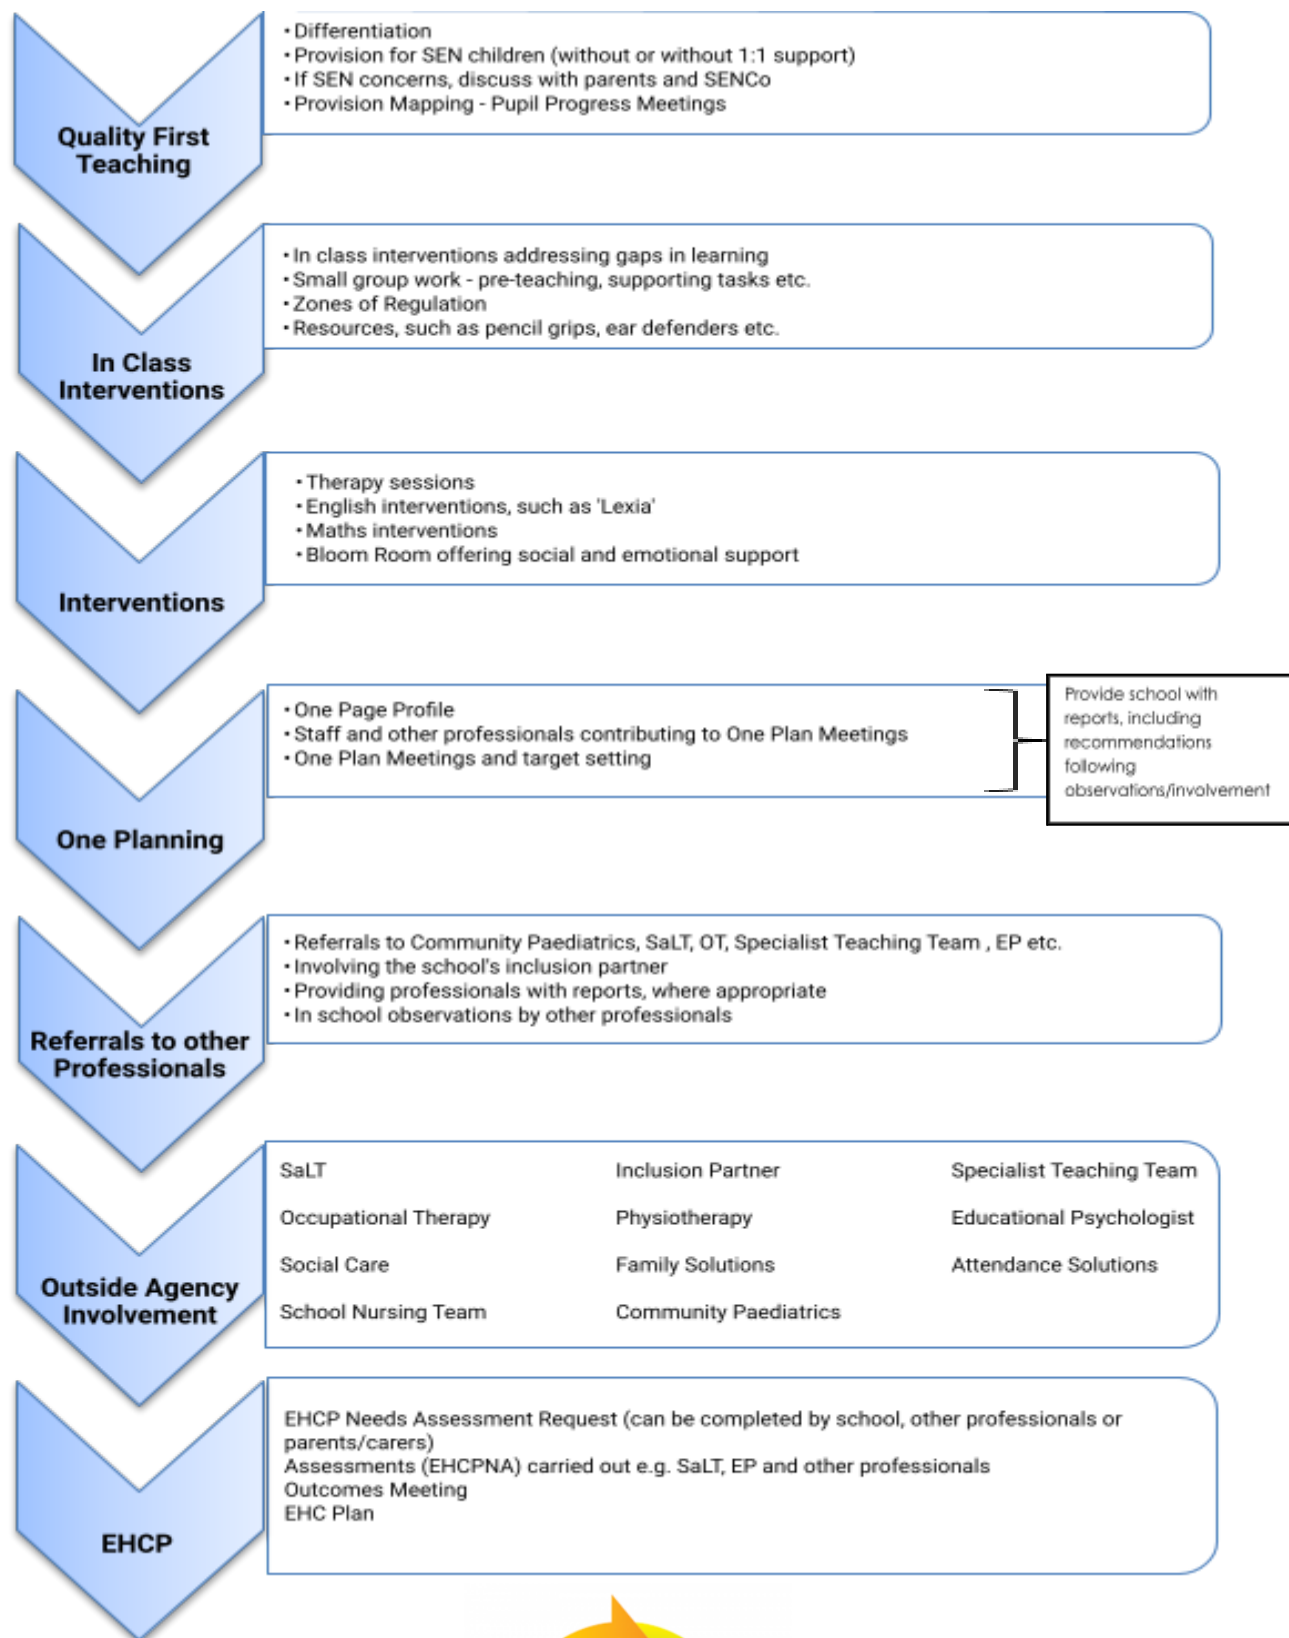 • Differentiation
• Provision for SEN children (without or without 1:1 support)
• If SEN concerns, discuss with parents and SENCo
• Provision Mapping - Pupil Progress Meetings
Quality First
Teaching
• In class interventions addressing gaps in learning
• Small group work - pre-teaching, supporting tasks etc.
• Zones of Regulation
• Resources, such as pencil grips, ear defenders etc.
In Class
Interventions
• Therapy sessions
• English interventions, such as 'Lexia'
• Maths interventions
• Bloom Room offering social and emotional support
Interventions
• One Page Profile
• Staff and other professionals contributing to One Plan Meetings
• One Plan Meetings and target setting
Provide school with
reports, including
recommendations
following
observations/involvement
One Planning
• Referrals to Community Paediatrics, SaLT, OT, Specialist Teaching Team , EP etc.
• Involving the school's inclusion partner
• Providing professionals with reports, where appropriate
• In school observations by other professionals
Referrals to other
Professionals
SaLT Inclusion Partner Specialist Teaching Team
Occupational Therapy Physiotherapy Educational Psychologist
Social Care Family Solutions Attendance Solutions
School Nursing Team Community Paediatrics
Outside Agency
Involvement
EHCP Needs Assessment Request (can be completed by school, other professionals or
parents/carers)
Assessments (EHCPNA) carried out e.g. SaLT, EP and other professionals
Outcomes Meeting
EHC Plan
EHCP